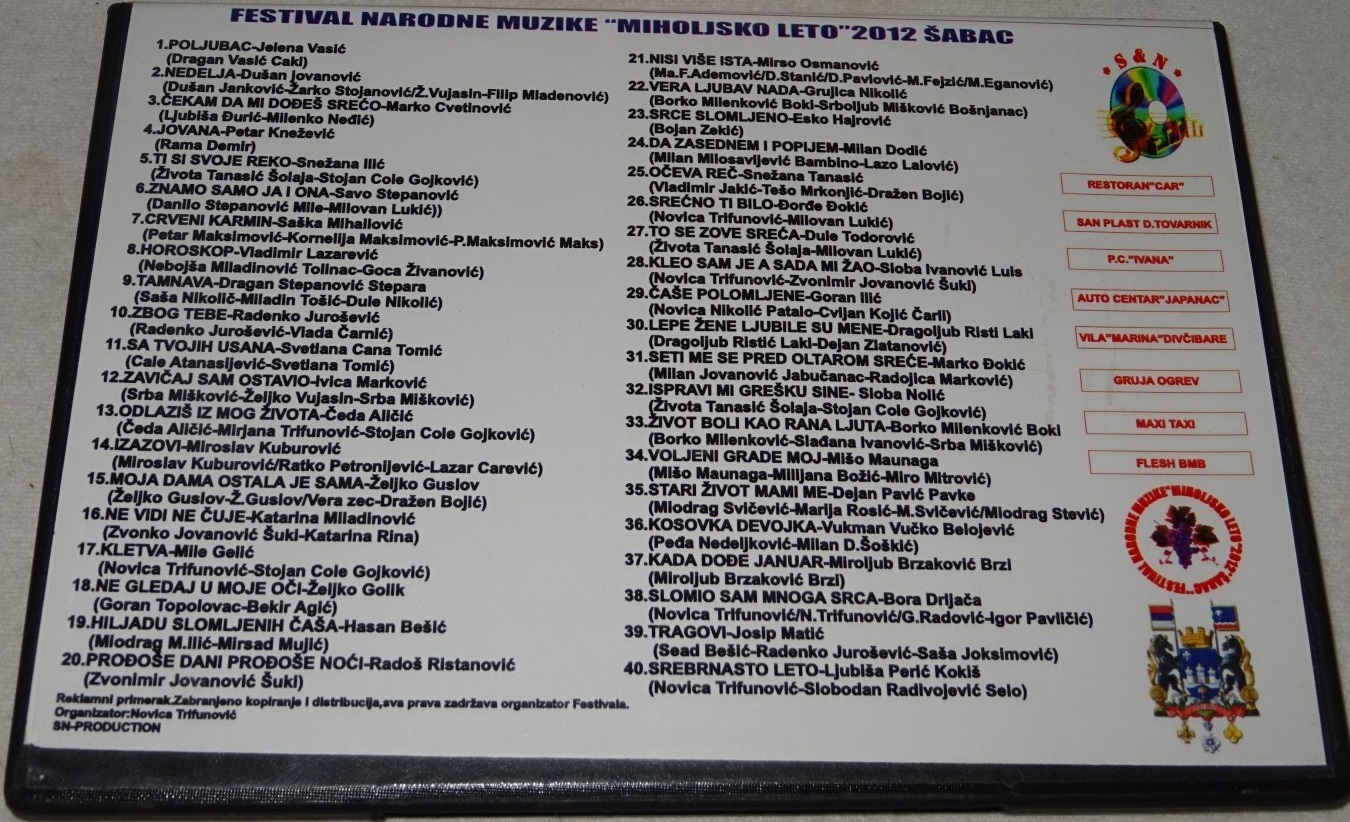 FESTIVAL NARODNE MUZIKE “MIHOLJSKO LETO”2012 ŠABAC
1.POLJUBAC-Jelena Vasić
(Dragan Vasić Caki)
2.NEDELJA-Dušan Jovanović
(Dušan Janković-Žarko Stojanović/Ž.Vujasin-Filip Mladenović)
3.ČEKAM DA MI DOĐEŠ SREĆO-Marko Cvetinović
(Ljubiša Đurić-Milenko Neđić)
4.JOVANA-Petar Knežević
(Rama Demir)
5.TI SI SVOJE REKO-Snežana Ilić
(Života Tanasić Šolaja-Stojan Cole Gojković)
6.ZNAMO SAMO JA I ONA-Savo Stepanović
(Danilo Stepanović Mile-Milovan Lukić))
7.CRVENI KARMIN-Saška Mihailović
(Petar Maksimović-Kornelija Maksimović-P.Maksimović Maks)
8.HOROSKOP-Vladimir Lazarević
(Nebojša Miladinović Tolinac-Goca Živanović)
9.TAMNAVA-Dragan Stepanović Stepara
(Saša Nikolič-Miladin Tošić-Dule Nikolić)
10.ZBOG TEBE-Radenko Jurošević
(Radenko Jurošević-Vlada Čarnić)
11.SA TVOJIH USANA-Svetlana Cana Tomić
(Cale Atanasijević-Svetlana Tomić)
12.ZAVIČAJ SAM OSTAVIO-Ivica Marković
(Srba Mišković-Željko Vujasin-Srba Mišković)
13.ODLAZIŠ IZ MOG ŽIVOTA-Čeda Aličić
(Čeda Aličić-Mirjana Trifunović-Stojan Cole Gojković)
14.IZAZOVI-Miroslav Kuburović
(Miroslav Kuburović/Ratko Petronijević-Lazar Carević)
15.MOJA DAMA OSTALA JE SAMA-Željko Guslov
(Željko Guslov-Ž.Guslov/Vera zec-Dražen Bojić)
16.NE VIDI NE ČUJE-Katarina Miladinović
(Zvonko Jovanović Šuki-Katarina Rina)
17.KLETVA-Mile Gelić
(Novica Trifunović-Stojan Cole Gojković)
18.NE GLEDAJ U MOJE OČI-Željko Golik
(Goran Topolovac-Bekir Agić)
19.HILJADU SLOMLJENIH ČAŠA-Hasan Bešić
(Miodrag M.Ilić-Mirsad Mujić)
20.PROĐOŠE DANI PROĐOŠE NOĆI-Radoš Ristanović
(Zvonimir Jovanović Šuki)
Reklamni primerak.Zabranjeno kopiranje i distribucija,sva prava zadržava organizator Festivala.
Organizator:Novica Trifunović
SN-PRODUCTION
21.NISI VIŠE ISTA-Mirso Osmanović
(Ma.F.Ademović/D.Stanić/D.Pavlović-M.Fejzić/M.Eganović)
22.VERA LJUBAV NADA-Grujica Nikolić
(Borko Milenković Boki-Srboljub Mišković Bošnjanac)
23.SRCE SLOMLJENO-Esko Hajrović
(Bojan Zekić)
24.DA ZASEDNEM I POPIJEM-Milan Dodić
(Milan Milosavljević Bambino-Lazo Lalović)
25.OČEVA REČ-Snežana Tanasić
(Vladimir Jakić-Tešo Mrkonjić-Dražen Bojić)
26.SREĆNO TI BILO-Đorđe Đokić
(Novica Trifunović-Milovan Lukić)
27.TO SE ZOVE SREĆA-Dule Todorović
(Života Tanasić Šolaja-Milovan Lukić)
28.KLEO SAM JE A SADA MI ŽAO-Sloba Ivanović Luis
(Novica Trifunović-Zvonimir Jovanović Šuki)
29.ČAŠE POLOMLJENE-Goran Ilić
(Novica Nikolić Patalo-Cvijan Kojić Čarli)
30.LEPE ŽENE LJUBILE SU MENE-Dragoljub Risti Laki
(Dragoljub Ristić Laki-Dejan Zlatanović)
31.SETI ME SE PRED OLTAROM SREĆE-Marko Đokić
(Milan Jovanović Jabučanac-Radojica Marković)
32.ISPRAVI MI GREŠKU SINE- Sloba Nolić
(Života Tanasić Šolaja-Stojan Cole Gojković)
33.ŽIVOT BOLI KAO RANA LJUTA-Borko Milenković Boki
(Borko Milenković-Slađana Ivanović-Srba Mišković)
34.VOLJENI GRADE MOJ-Mišo Maunaga
(Mišo Maunaga-Milijana Božić-Miro Mitrović)
35.STARI ŽIVOT MAMI ME-Dejan Pavić Pavke
(Miodrag Svičević-Marija Rosić-M.Svičević/Miodrag Stević)
36.KOSOVKA DEVOJKA-Vukman Vučko Belojević
(Peđa Nedeljković-Milan D.Šoškić)
37.KADA DOĐE JANUAR-Miroljub Brzaković Brzi
(Miroljub Brzaković Brzi)
38.SLOMIO SAM MNOGA SRCA-Bora Drljača
(Novica Trifunović/N.Trifunović/G.Radović-Igor Pavličić)
39.TRAGOVI-Josip Matić
(Sead Bešić-Radenko Jurošević-Saša Joksimović)
40.SREBRNASTO LETO-Ljubiša Perić Kokiš
(Novica Trifunović-Slobodan Radivojević Selo)
S & N
RESTORAN"CAR"
SAN PLAST D.TOVARNIK
P.C."IVANA"
AUTO CENTAR"JAPANAC"
VILA"MARINA"DIVČIBARE
GRUJA OGREV
MAXI TAXI
FLESH BMB
"FESTIVAL NARODNE MUZIKE"MIHOLJSKO LETO"2012"ŠABAC